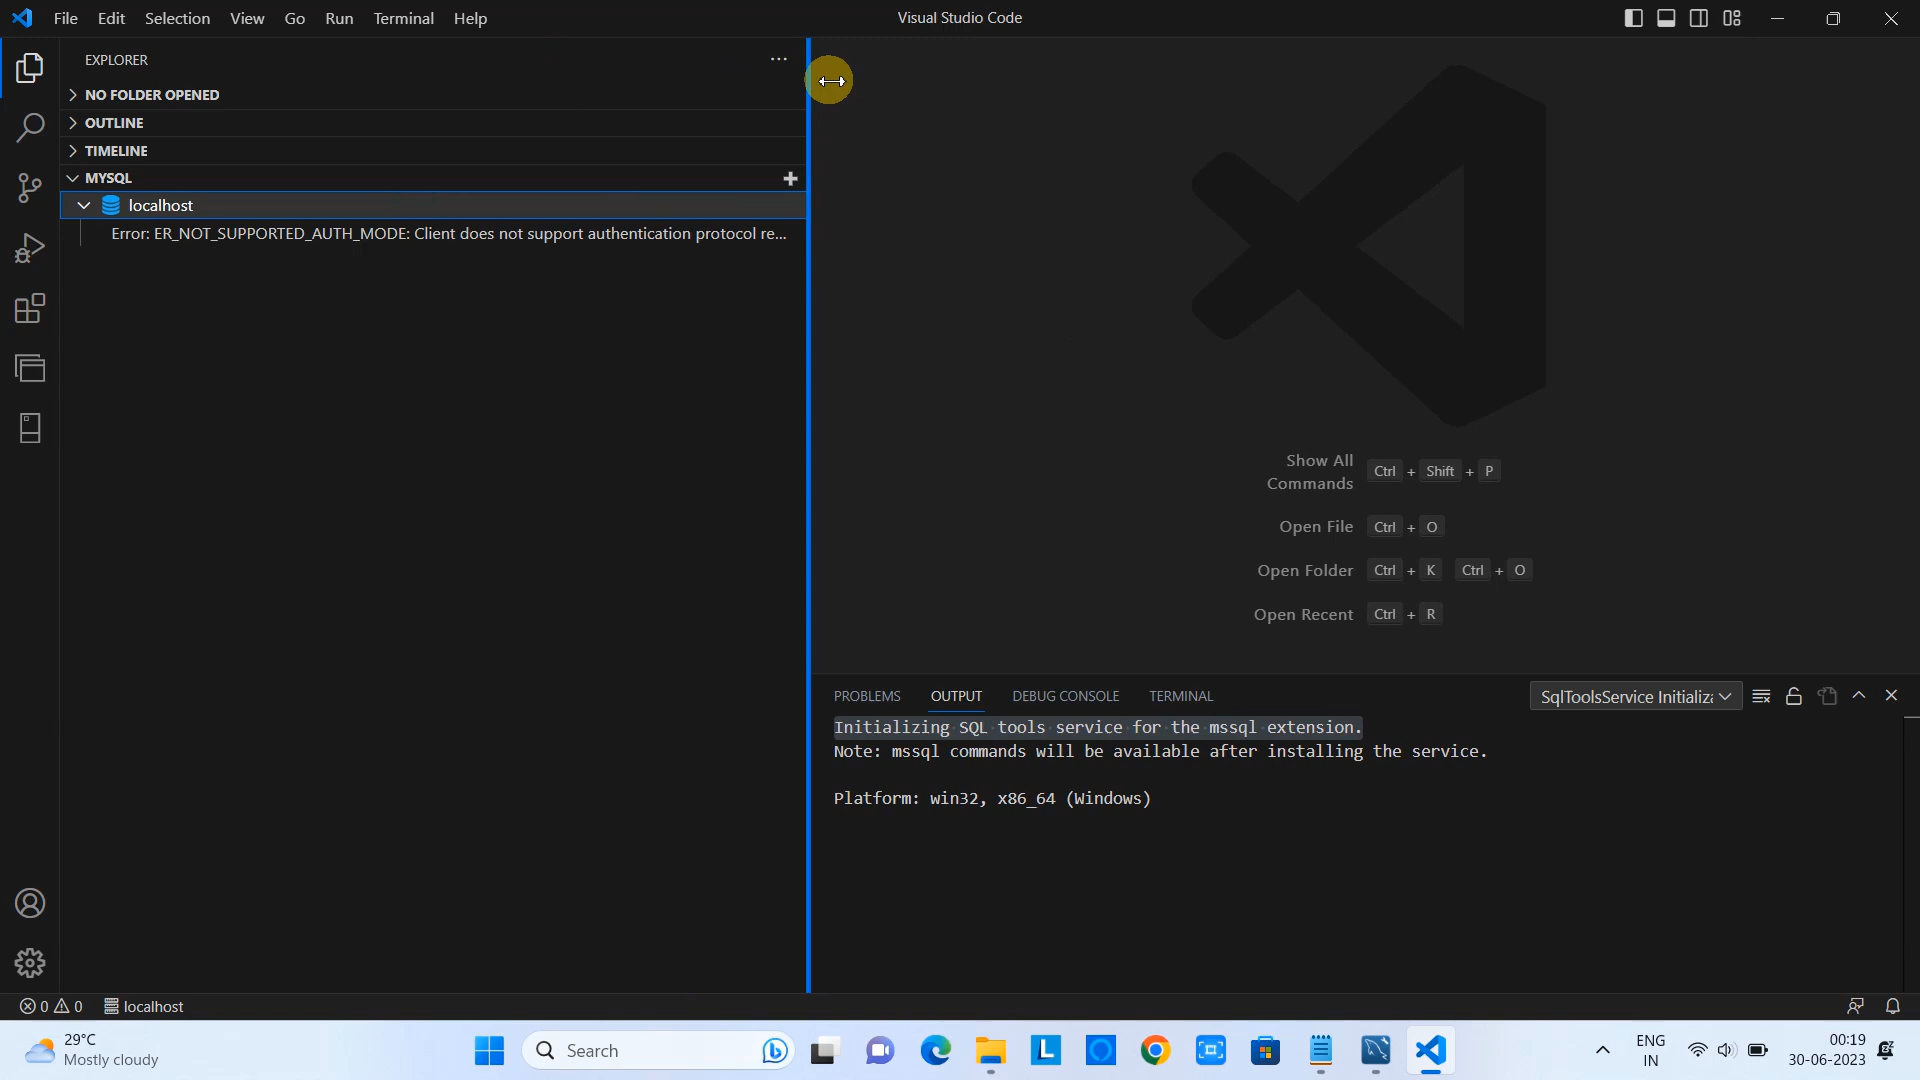 File Edit Selection View Go Run Terminal Help
Visual Studio Code
EXPLORER
NO FOLDER OPENED
OUTLINE
TIMELINE
MYSQL
localhost
Error: ER_NOT_SUPPORTED_AUTH_MODE: Client does not support authentication protocol re...
Show All
Commands
Ctrl + Shift + P
Open File Ctrl + O
Open Folder Ctrl + K Ctrl + O
Open Recent Ctrl + R
PROBLEMS OUTPUT DEBUG CONSOLE TERMINAL
SqlToolsService Initializa
Initializing SQL tools service for the mssql extension.
Note: mssql commands will be available after installing the service.
Platform: win32, x86_64 (Windows)
0 0 localhost
29°C
Mostly cloudy
Search
L
ENG
IN
00:19
30-06-2023